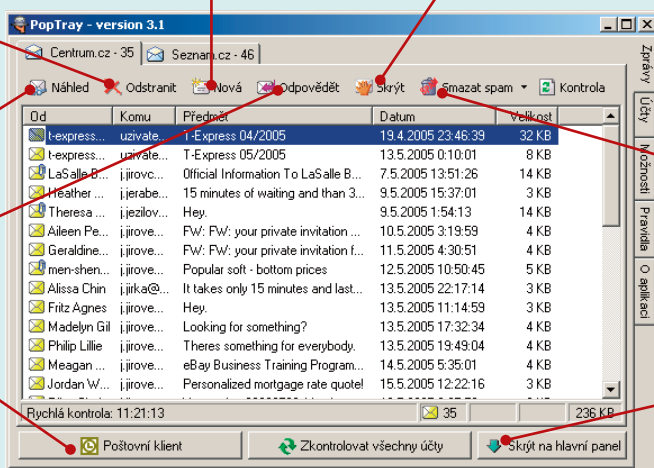 PopTray - version 3.1
Centrum.cz - 35 Seznam.cz - 46
Náhled Odstranit Nová Odpovědět Skrýt Smazat spam Kontrola
Od Komu Předmět Datum Velikost
t-express... uzivate... T-Express 04/2005 19.4.2005 23:46:39 32 KB
t-express... uzivate... T-Express 05/2005 13.5.2005 0:10:01 8 KB
LaSalle B... j.jirovc... Official Information To LaSalle B... 7.5.2005 13:51:26 14 KB
Heather ... j.jerabe... 15 minutes of waiting and than 3... 9.5.2005 15:37:01 3 KB
Theresa ... j.jezilov... Hey. 9.5.2005 1:54:13 14 KB
Aileen Pe... j.jirove... FW: FW: your private invitation ... 10.5.2005 3:19:59 4 KB
Geraldine... j.jirove... FW: FW: your private invitation f... 11.5.2005 4:30:51 4 KB
men-shen... j.jirove... Popular soft - bottom prices 12.5.2005 10:50:45 5 KB
Alissa Chin j.jirka@... It takes only 15 minutes and last... 13.5.2005 22:17:14 3 KB
Fritz Agnes j.jirove... Hey. 13.5.2005 11:14:59 3 KB
Madelyn Gil j.jirove... Looking for something? 13.5.2005 17:32:34 4 KB
Philip Lillie j.jirove... Theres something for everybody. 13.5.2005 19:49:04 4 KB
Meagan ... j.jirove... eBay Business Training Program... 14.5.2005 5:35:01 4 KB
Jordan W... j.jirove... Personalized mortgage rate quote! 15.5.2005 12:22:16 3 KB
Rychlá kontrola: 11:21:13 35 236 KB
Poštovní klient Zkontrolovat všechny účty Skrýt na hlavní panel
Zprávy
Účty
Možnosti
Pravidla
O aplikaci